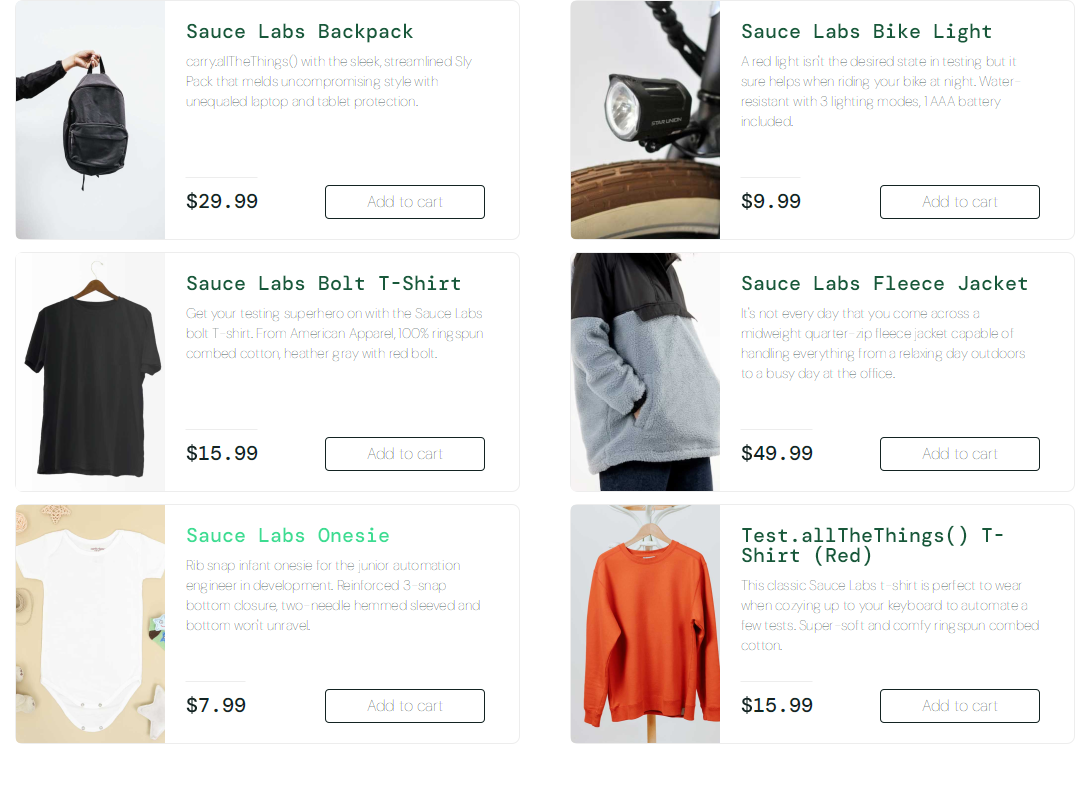 Sauce Labs Backpack
carry.allTheThings() with the sleek, streamlined Sly
Pack that melds uncompromising style with
unequaled laptop and tablet protection.
$29.99
Add to cart
Sauce Labs Bike Light
A red light isn't the desired state in testing but it
sure helps when riding your bike at night. Water-
resistant with 3 lighting modes, 1 AAA battery
included.
STAR UNION
$9.99
Add to cart
Sauce Labs Bolt T-Shirt
Get your testing superhero on with the Sauce Labs
bolt T-shirt. From American Apparel, 100% ringspun
combed cotton, heather gray with red bolt.
$15.99
Add to cart
Sauce Labs Fleece Jacket
It's not every day that you come across a
midweight quarter-zip fleece jacket capable of
handling everything from a relaxing day outdoors
to a busy day at the office.
$49.99
Add to cart
Sauce Labs Onesie
Rib snap infant onesie for the junior automation
engineer in development. Reinforced 3-snap
bottom closure, two-needle hemmed sleeved and
bottom won't unravel.
$7.99
Add to cart
Test.allTheThings() T-
Shirt (Red)
This classic Sauce Labs t-shirt is perfect to wear
when cozying up to your keyboard to automate a
few tests. Super-soft and comfy ringspun combed
cotton.
$15.99
Add to cart